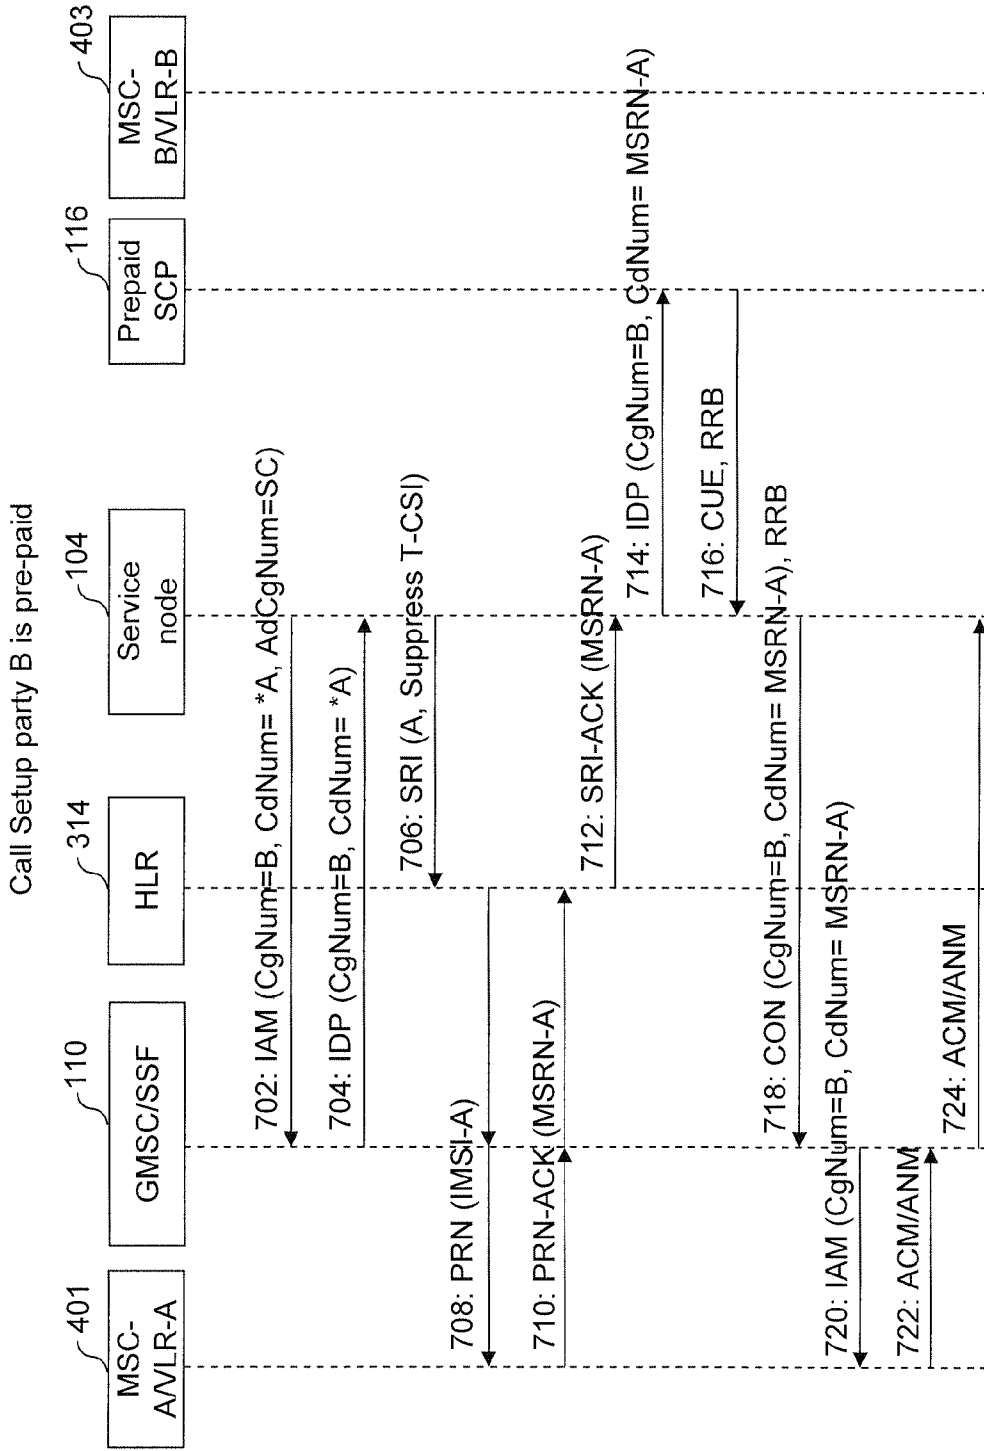 Call Setup party B is pre-paid
401
110
314
104
116
403
MSC-
A/VLR-A
GMSC/SSF
HLR
Service
node
Prepaid
SCP
MSC-
B/VLR-B
702: IAM (CgNum=B, CdNum= *A, AdCgNum=SC)
704: IDP (CgNum=B, CdNum= *A)
706: SRI (A, Suppress T-CSI)
708: PRN (IMSI-A)
710: PRN-ACK (MSRN-A)
712: SRI-ACK (MSRN-A)
714: IDP (CgNum=B, CdNum= MSRN-A)
716: CUE, RRB
718: CON (CgNum=B, CdNum= MSRN-A), RRB
720: IAM (CgNum=B, CdNum= MSRN-A)
722: ACM/ANM
724: ACM/ANM